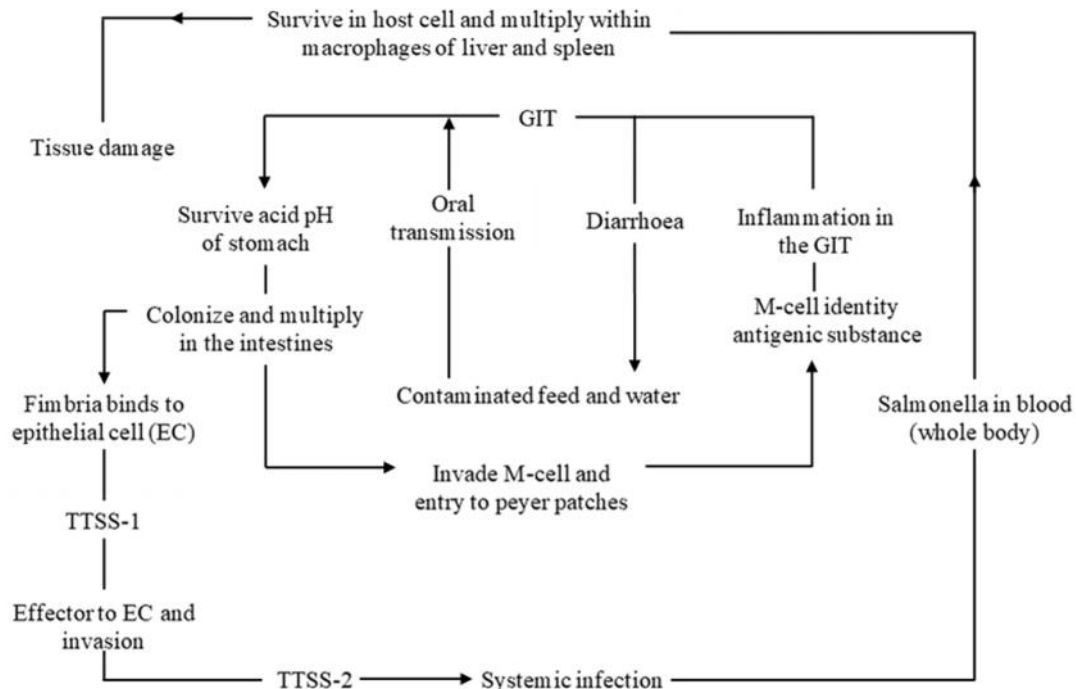 Survive in host cell and multiply within
macrophages of liver and spleen
GIT
Tissue damage
Survive acid pH
of stomach
Oral
transmission
Diarrhoea
Inflammation in
the GIT
Colonize and multiply
in the intestines
M-cell identity
antigenic substance
Contaminated feed and water
Fimbria binds to
epithelial cell (EC)
Salmonella in blood
(whole body)
Invade M-cell and
entry to peyer patches
TTSS-1
Effector to EC and
invasion
TTSS-2
Systemic infection